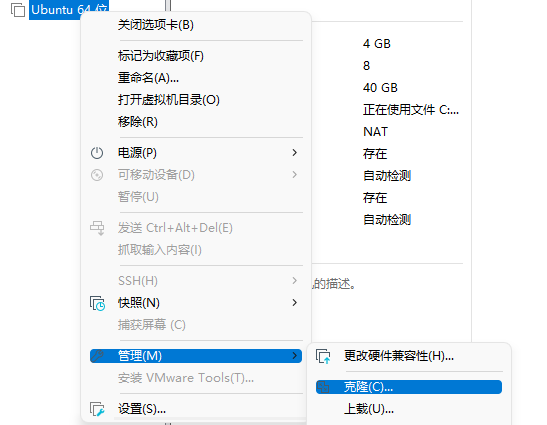 Ubuntu 64 位
关闭选项卡(B)
标记为收藏项(F)
重命名(A)...
打开虚拟机目录(O)
移除(R)
电源(P)
可移动设备(D)
暂停(U)
发送 Ctrl+Alt+Del(E)
抓取输入内容(I)
SSH(H)
快照(N)
捕获屏幕 (C)
管理(M)
安装 VMware Tools(T)...
设置(S)...
4 GB
8
40 GB
正在使用文件 C:...
NAT
存在
自动检测
存在
自动检测
的描述。
更改硬件兼容性(H)...
克隆(C)...
上载(U)...